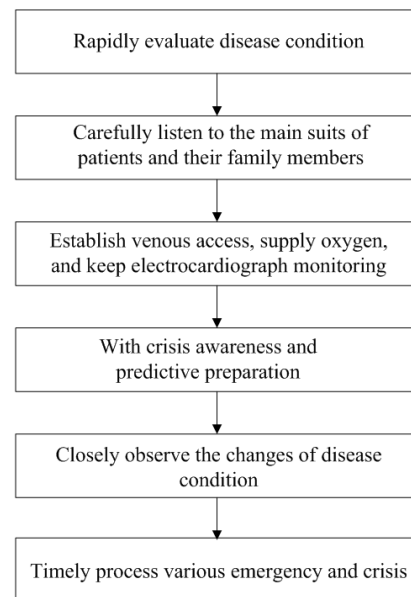 Rapidly evaluate disease condition
Carefully listen to the main suits of
patients and their family members
Establish venous access, supply oxygen,
and keep electrocardiograph monitoring
With crisis awareness and
predictive preparation
Closely observe the changes of disease
condition
Timely process various emergency and crisis